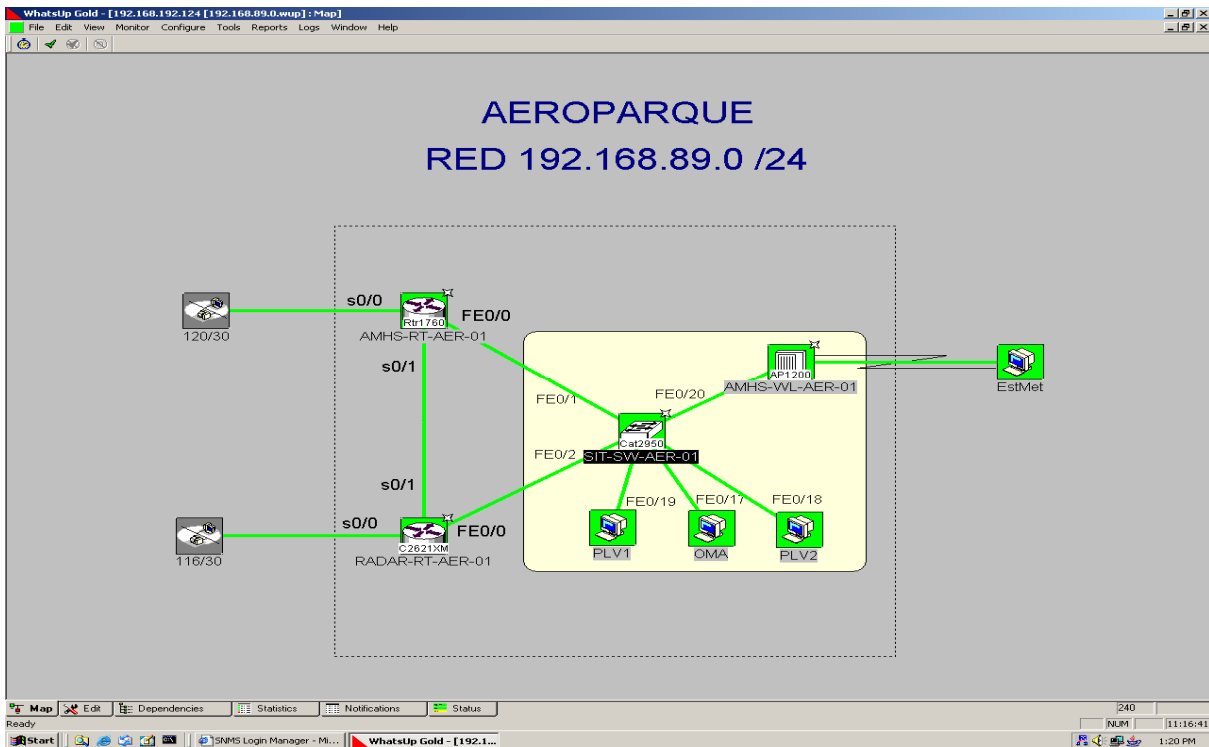 WhatsUp Gold - [192.168.192.124 [192.168.89.0.wup] : Map]
File Edit View Monitor Configure Tools Reports Logs Window Help
AEROPARQUE
RED 192.168.89.0 /24
s0/0
FE0/0
120/30
Rtr1760
AMHS-RT-AER-01
s0/1
AP1200
AMHS-WL-AER-01
EstMet
FE0/1
FE0/20
Cat2950
FE0/2
SIT-SW-AER-01
s0/1
FE0/19
FE0/17
FE0/18
s0/0
FE0/0
116/30
C2621XM
RADAR-RT-AER-01
PLV1
OMA
PLV2
Map Edit Dependencies Statistics Notifications Status
240
Ready
NUM
11:16:41
Start
SNMS Login Manager - Mi...
WhatsUp Gold - [192.1...
1:20 PM